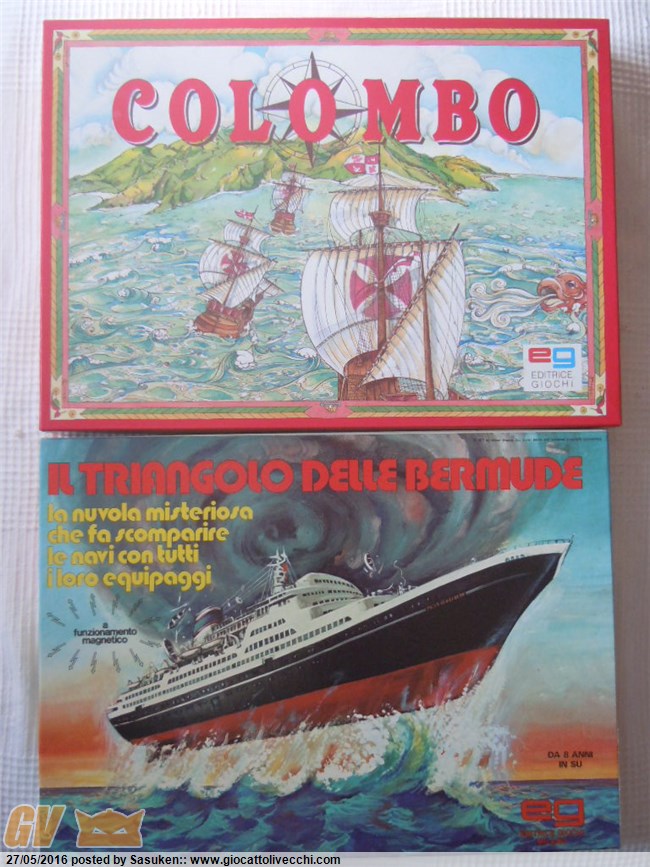 COLOMBO
eg
EDITRICE
GIOCHI
IL TRIANGOLO DELLE BERMUDE
la nuvola misteriosa
che fa scomparire
le navi con tutti
i loro equipaggi
a
funzionamento
magnetico
DA 8 ANNI
IN SU
eg
GV
27/05/2016 posted by Sasuken:: www.giocattolivecchi.com